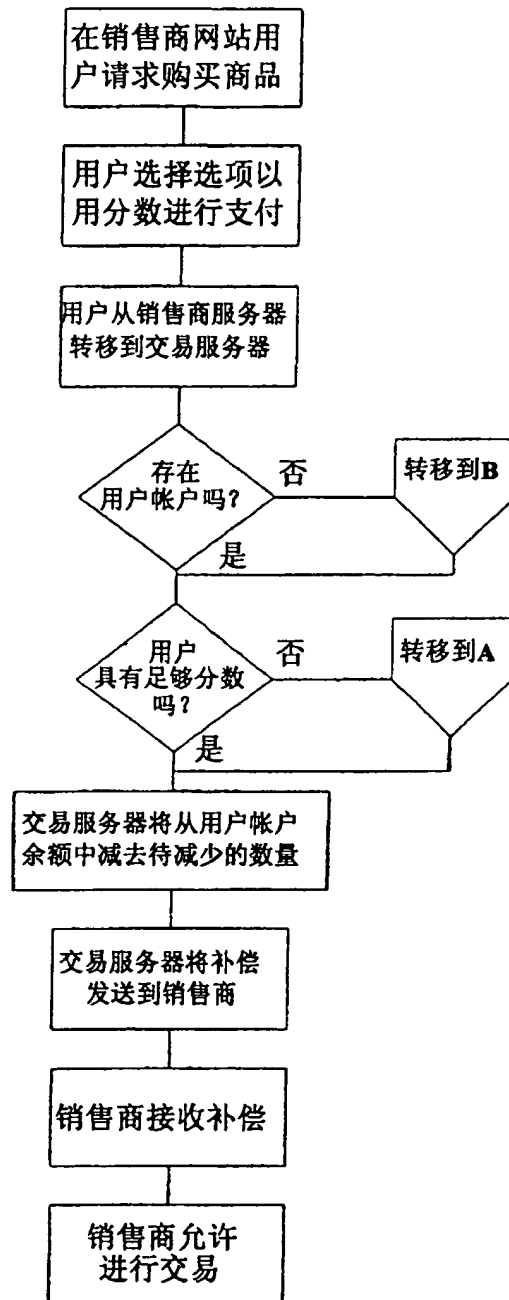 在销售商网站用
户请求购买商品
用户选择选项以
用分数进行支付
用户从销售商服务器
转移到交易服务器
存在
用户帐户吗?
否
转移到B
是
用户
具有足够分数
吗?
否
转移到A
是
交易服务器将从用户帐户
余额中减去待减少的数量
交易服务器将补偿
发送到销售商
销售商接收补偿
销售商允许
进行交易